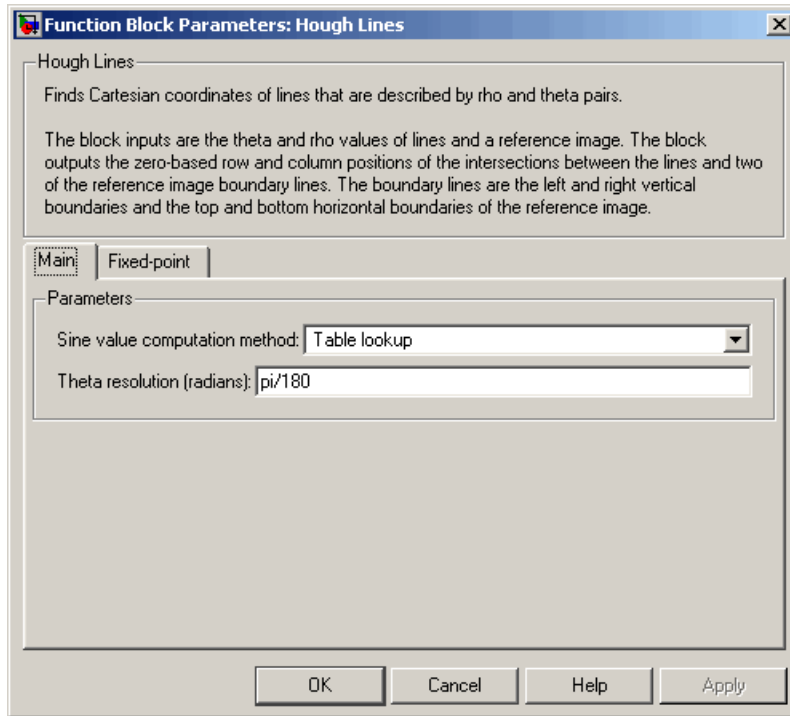 Function Block Parameters: Hough Lines
Hough Lines
Finds Cartesian coordinates of lines that are described by rho and theta pairs.
The block inputs are the theta and rho values of lines and a reference image. The block
outputs the zero-based row and column positions of the intersections between the lines and two
of the reference image boundary lines. The boundary lines are the left and right vertical
boundaries and the top and bottom horizontal boundaries of the reference image.
Main Fixed-point
Parameters
Sine value computation method: Table lookup
Theta resolution (radians): pi/180
OK Cancel Help Apply